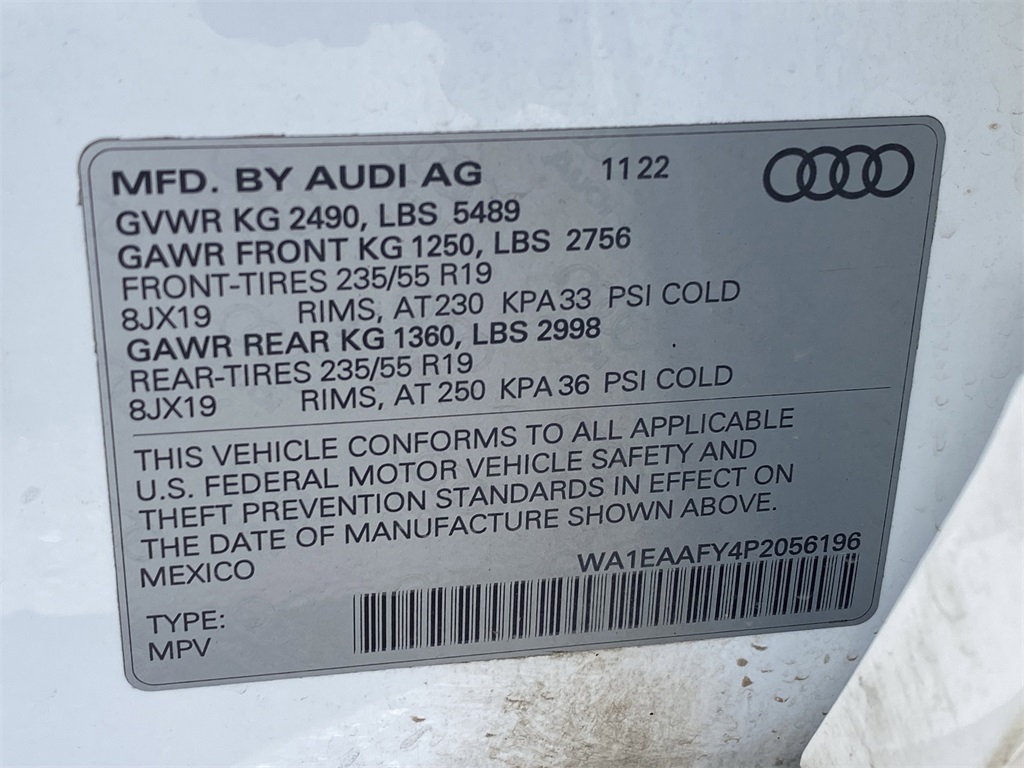 MFD. BY AUDI AG 11 22
GVWR KG 2490, LBS 5489
GAWR FRONT KG 1250, LBS 2756
FRONT-TIRES 235/55 R19
8JX19 RIMS, AT 230 KPA 33 PSI COLD
GAWR REAR KG 1360, LBS 2998
REAR-TIRES 235/55 R19
8JX19 RIMS, AT 250 KPA 36 PSI COLD
THIS VEHICLE CONFORMS TO ALL APPLICABLE
U.S. FEDERAL MOTOR VEHICLE SAFETY AND
THEFT PREVENTION STANDARDS IN EFFECT ON
THE DATE OF MANUFACTURE SHOWN ABOVE.
MEXICO WA1EAAFY4P2056196
TYPE:
MPV